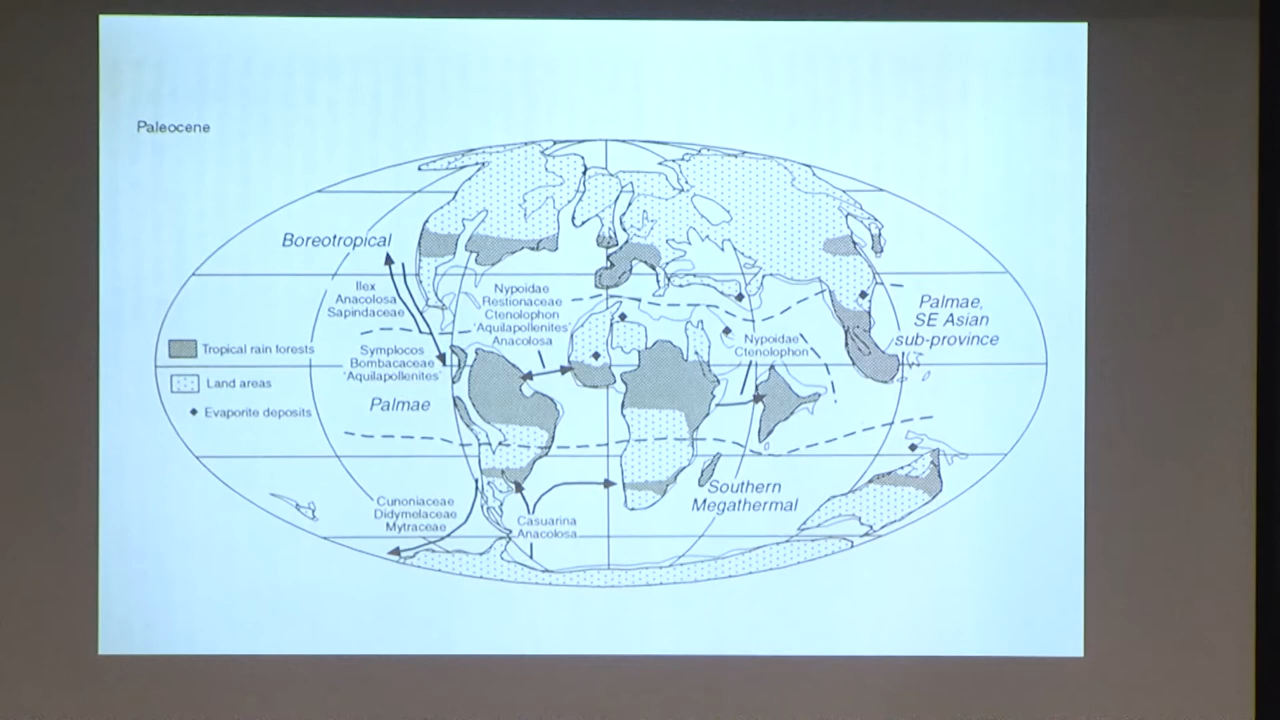 Paleocene
Boreotropical
Ilex
Anacolosa
Sapindaceae
Nypoidae
Restionaceae
Ctenolophon
'Aquilapollenites'
Anacolosa
Palmae,
SE Asian
sub-province
Tropical rain forests
Symplocos
Bombacaceae
'Aquilapollenites'
Nypoidae
Ctenolophon
Land areas
Evaporite deposits
Palmae
Southern
Megathermal
Cunoniaceae
Didymelaceae
Mytraceae
Casuarina
Anacolosa